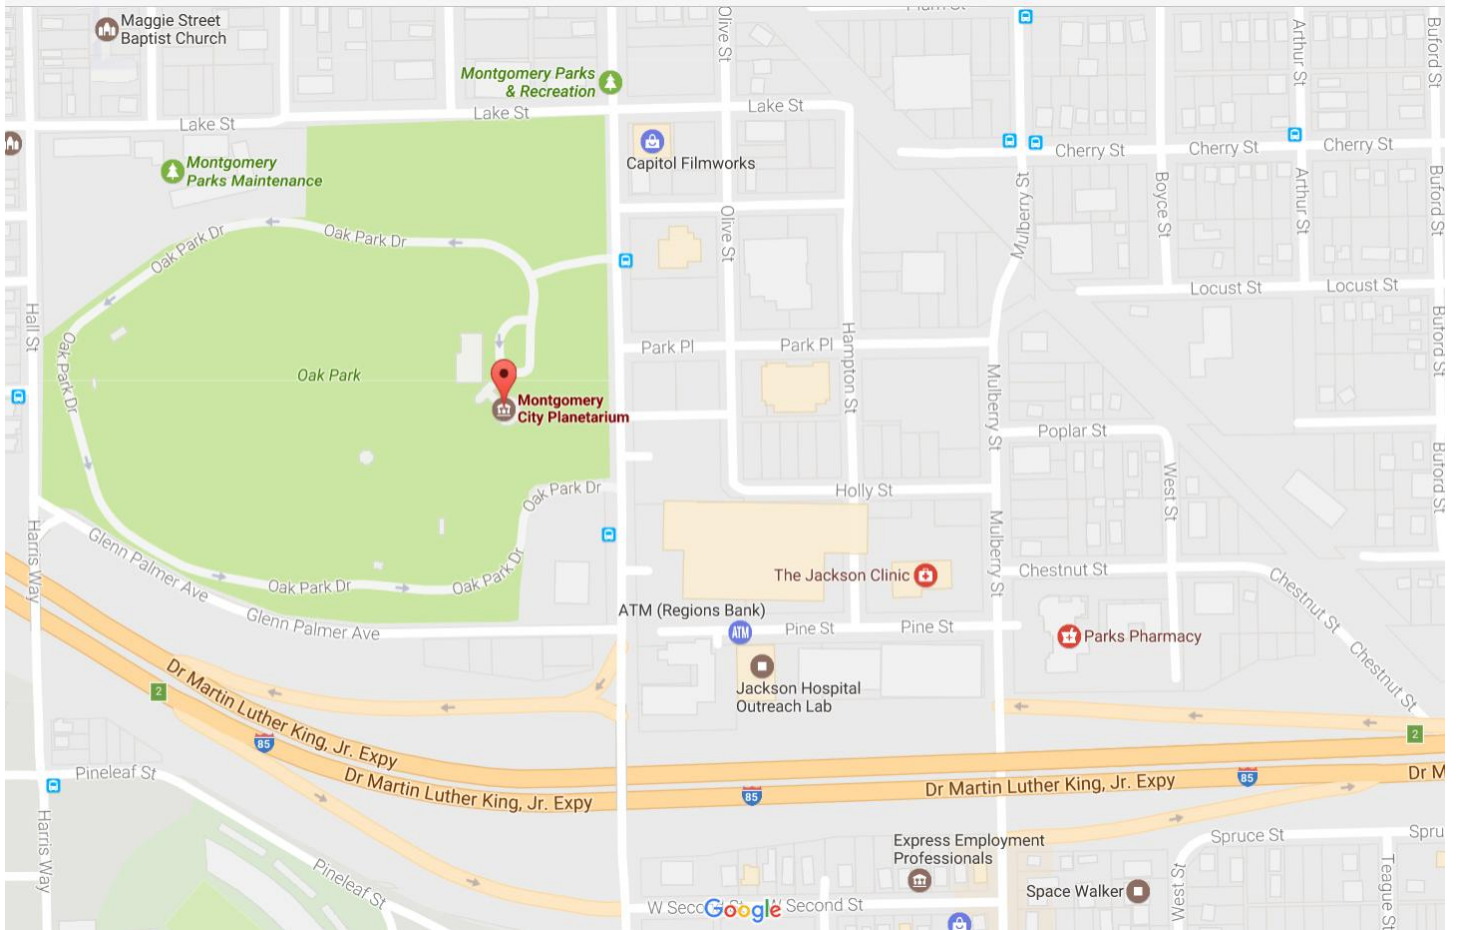 Maggie Street
Baptist Church
Olive St
Arthur St
Buford St
Montgomery Parks
& Recreation
Lake St
Lake St
Lake St
Montgomery
Parks Maintenance
Capitol Filmworks
Mulberry St
Cherry St
Cherry St
Cherry St
Boyce St
Arthur St
Buford St
Oak Park Dr
Oak Park Dr
Olive St
Locust St
Locust St
Hall St
Oak Park Dr
Oak Park
Park Pl
Park Pl
Hampton St
Mulberry St
Buford St
Montgomery
City Planetarium
Poplar St
West St
Buford St
Oak Park Dr
Holly St
Harris Way
Glenn Palmer Ave
Oak Park Dr
Oak Park Dr
Mulberry St
The Jackson Clinic
Chestnut St
Chestnut St
Glenn Palmer Ave
ATM (Regions Bank)
ATM
Pine St
Pine St
Parks Pharmacy
Jackson Hospital
Outreach Lab
Chestnut St
2
Dr Martin Luther King, Jr. Expy
85
2
Pineleaf St
Dr Martin Luther King, Jr. Expy
85
Dr Martin Luther King, Jr. Expy
85
Dr M
Harris Way
Pineleaf St
Express Employment
Professionals
Spruce St
Spru
Space Walker
West St
Teague St
W Second St
Google